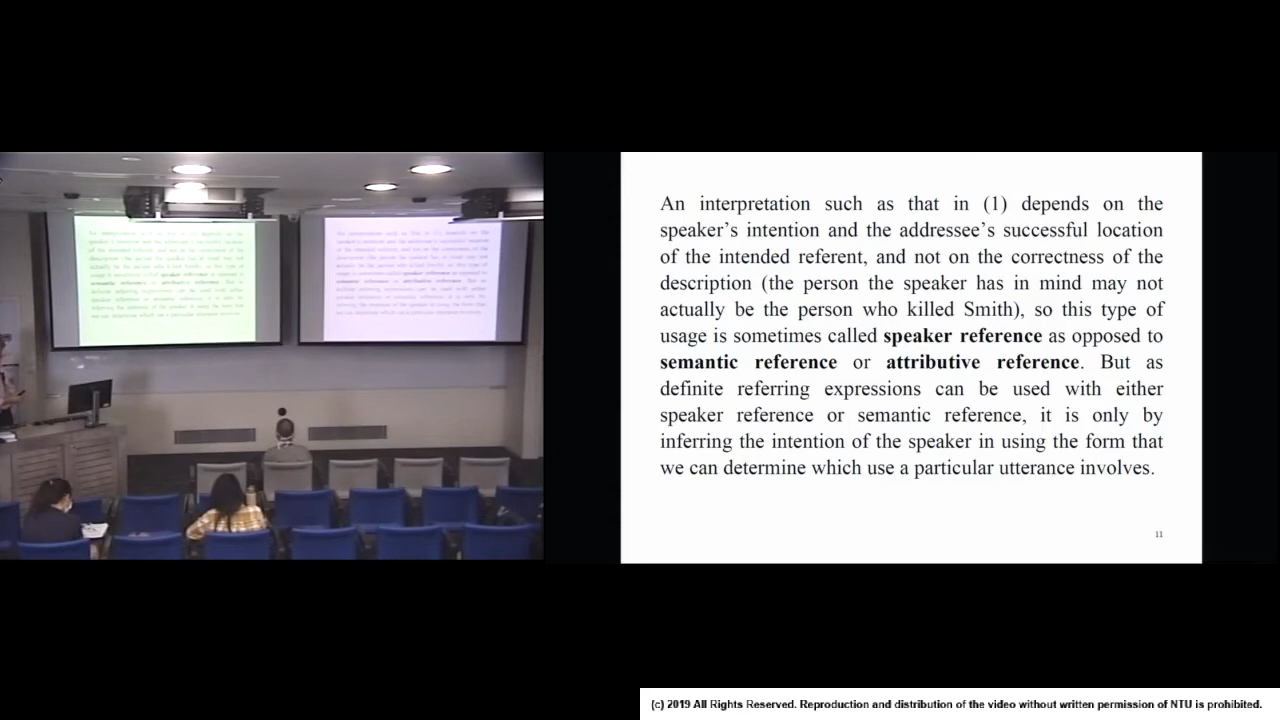 An interpretation such as that in (1) depends on the
speaker's intention and the addressee's successful location
of the intended referent, and not on the correctness of the
description (the person the speaker has in mind may not
actually be the person who killed Smith), so this type of
usage is sometimes called speaker reference as opposed to
semantic reference or attributive reference. But as
definite referring expressions can be used with either
speaker reference or semantic reference, it is only by
inferring the intention of the speaker in using the form that
we can determine which use a particular utterance involves.
11
(c) 2019 All Rights Reserved. Reproduction and distribution of the video without written permission of NTU is prohibited.